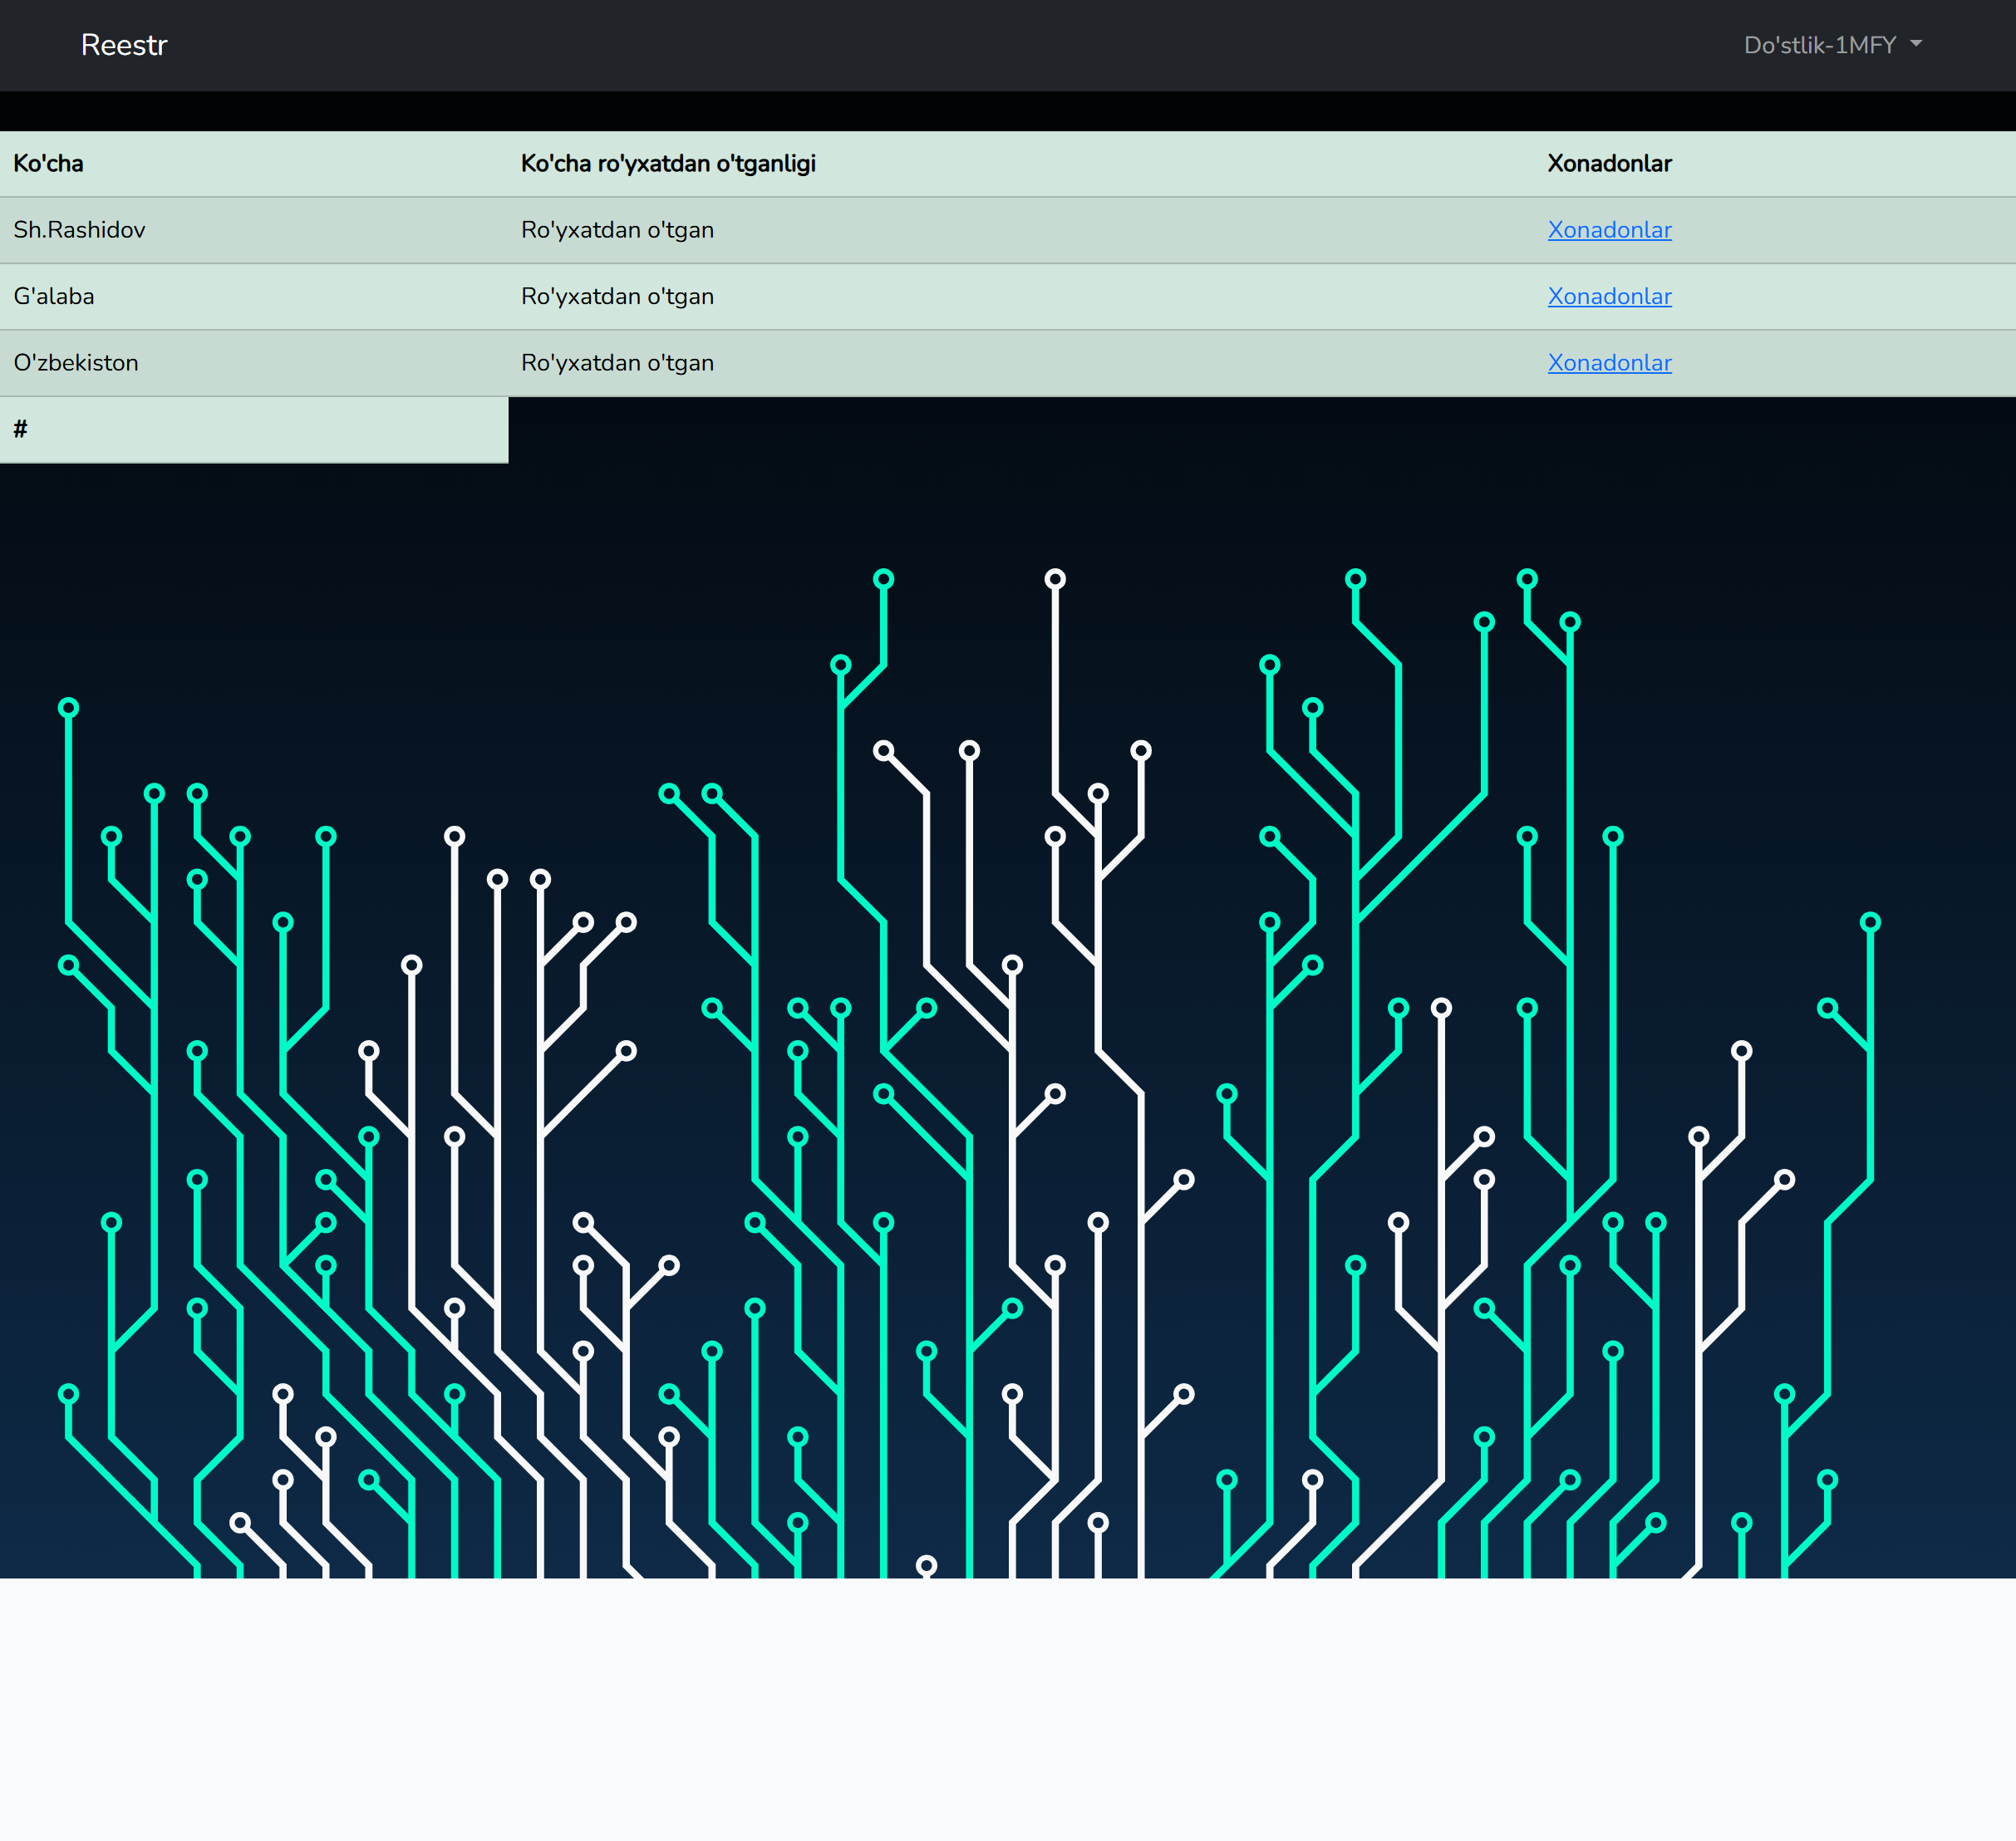 Reestr Do'stlik-1MFY
Ko'cha Ko'cha ro'yxatdan o'tganligi Xonadonlar
Sh.Rashidov Ro'yxatdan o'tgan Xonadonlar
G'alaba Ro'yxatdan o'tgan Xonadonlar
O'zbekiston Ro'yxatdan o'tgan Xonadonlar
#